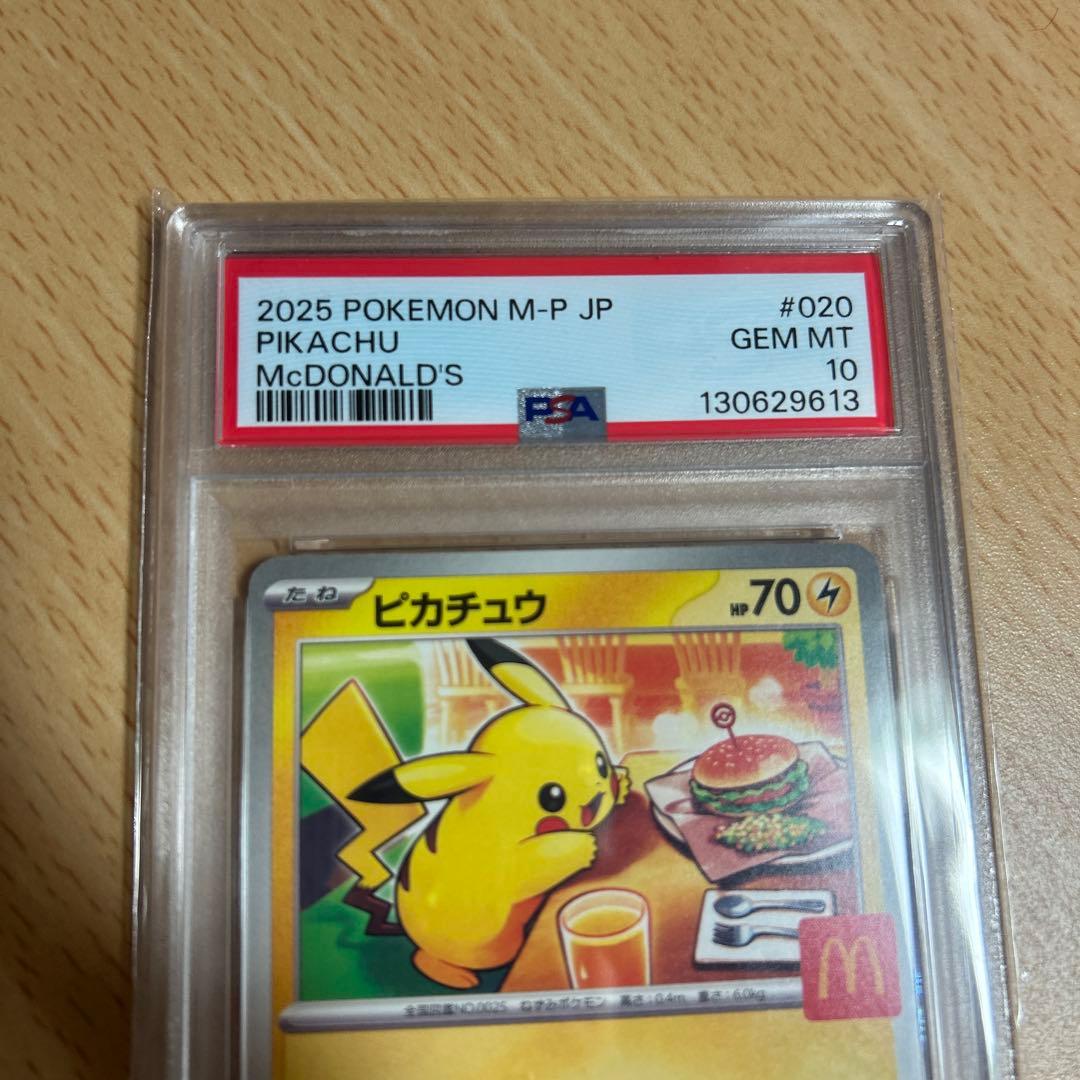 2025 POKEMON M-P JP #020
PIKACHU GEM MT
McDONALD'S 10
PSA 130629613
たね ピカチュウ HP 70
全国図鑑NO.0025 ねずみポケモン 高さ:0.4m 重さ:6.0kg
M